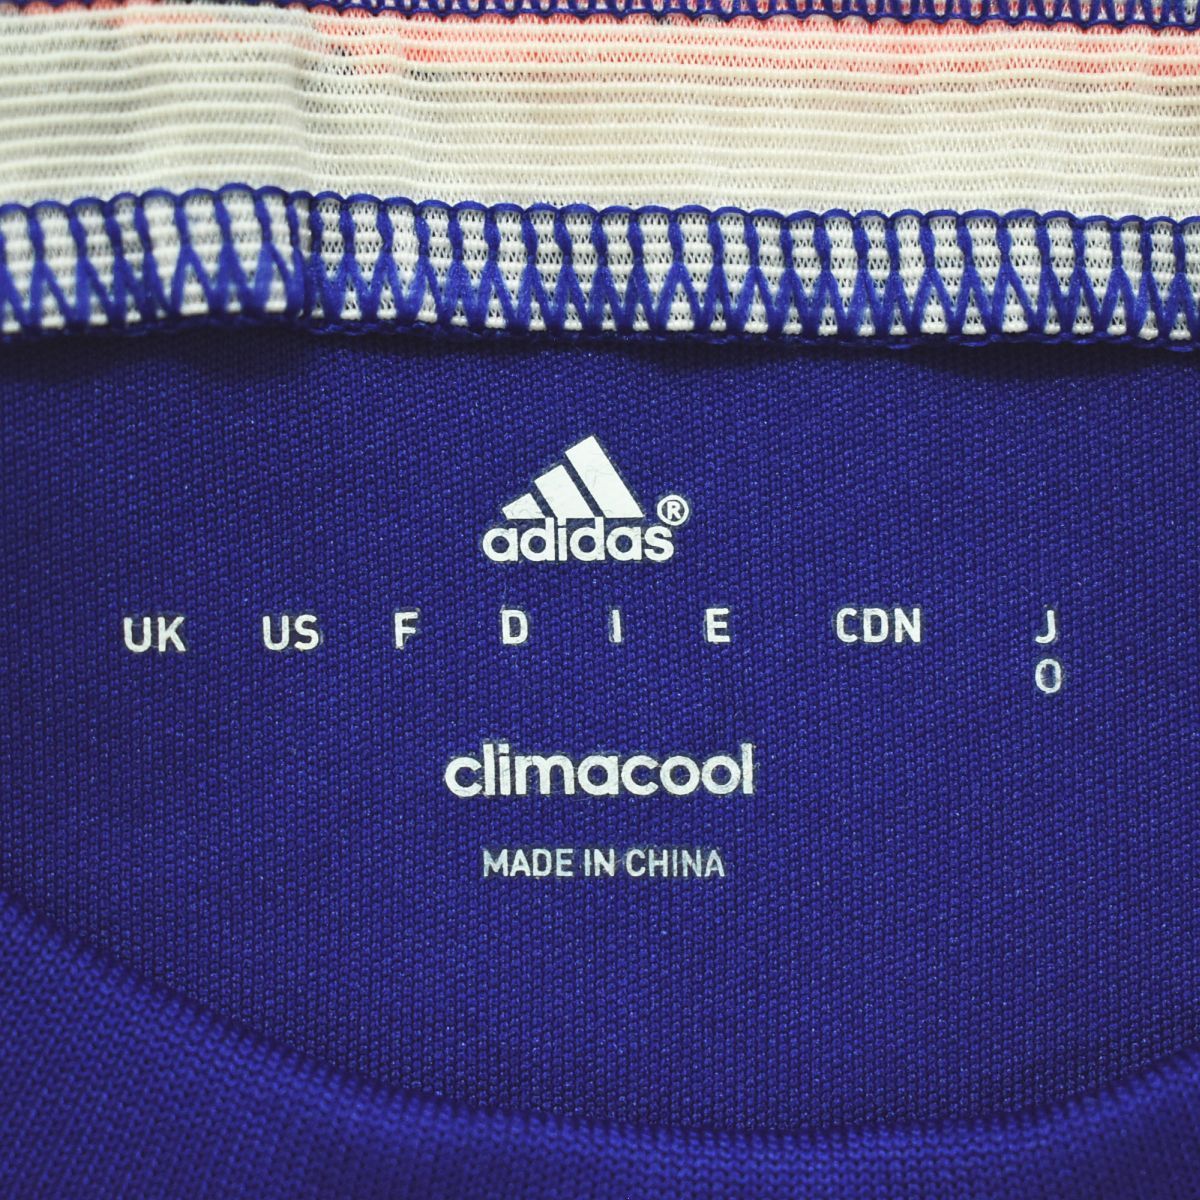 adidas®
UK US F D I E CDN J
O
climacool
MADE IN CHINA